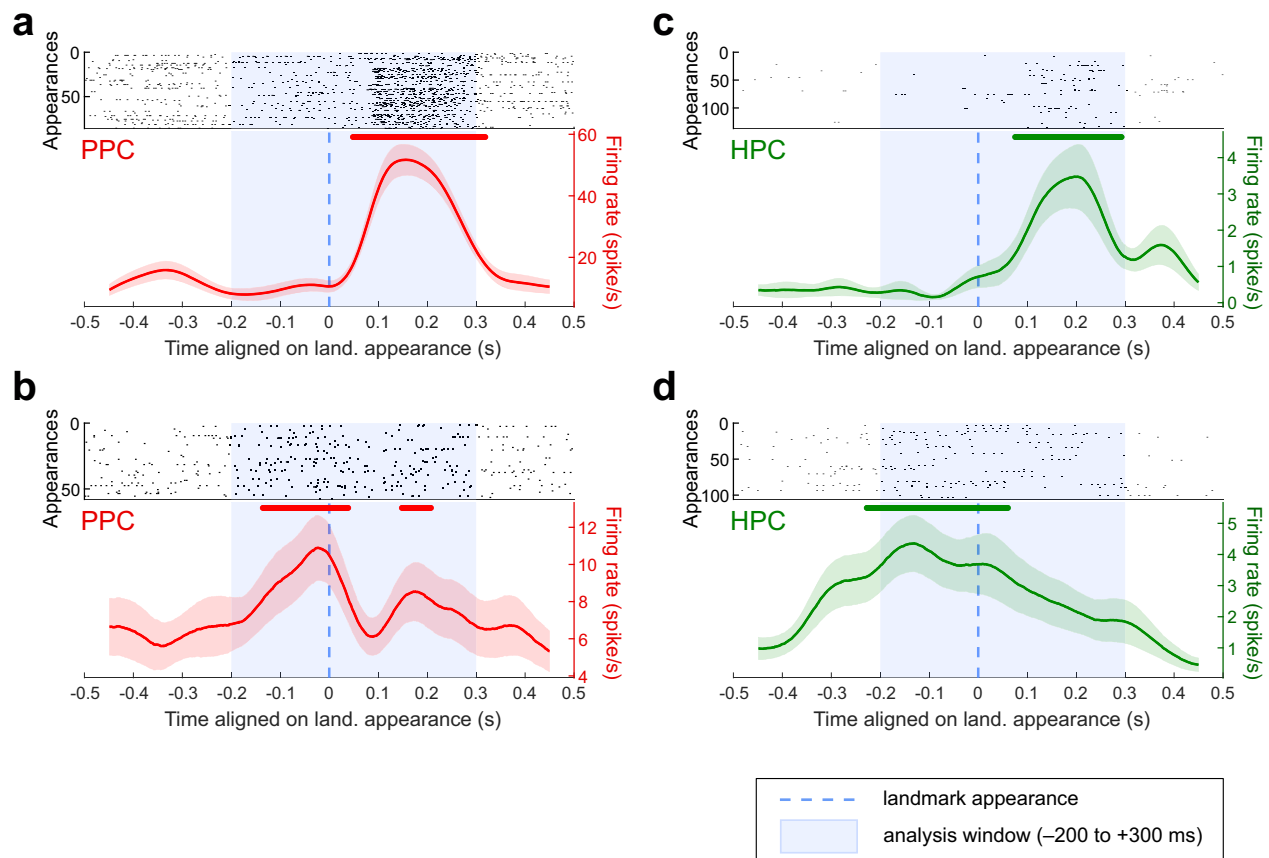 a
Appearances
0
50
PPC
60
40
20
Firing rate (spike/s)
-0.5 -0.4 -0.3 -0.2 -0.1 0 0.1 0.2 0.3 0.4 0.5
Time aligned on land. appearance (s)
c
Appearances
0
50
100
HPC
4
3
2
1
0
Firing rate (spike/s)
-0.5 -0.4 -0.3 -0.2 -0.1 0 0.1 0.2 0.3 0.4 0.5
Time aligned on land. appearance (s)
b
Appearances
0
50
PPC
12
10
8
6
4
Firing rate (spike/s)
-0.5 -0.4 -0.3 -0.2 -0.1 0 0.1 0.2 0.3 0.4 0.5
Time aligned on land. appearance (s)
d
Appearances
0
50
100
HPC
5
4
3
2
1
Firing rate (spike/s)
-0.5 -0.4 -0.3 -0.2 -0.1 0 0.1 0.2 0.3 0.4 0.5
Time aligned on land. appearance (s)
landmark appearance
analysis window (–200 to +300 ms)